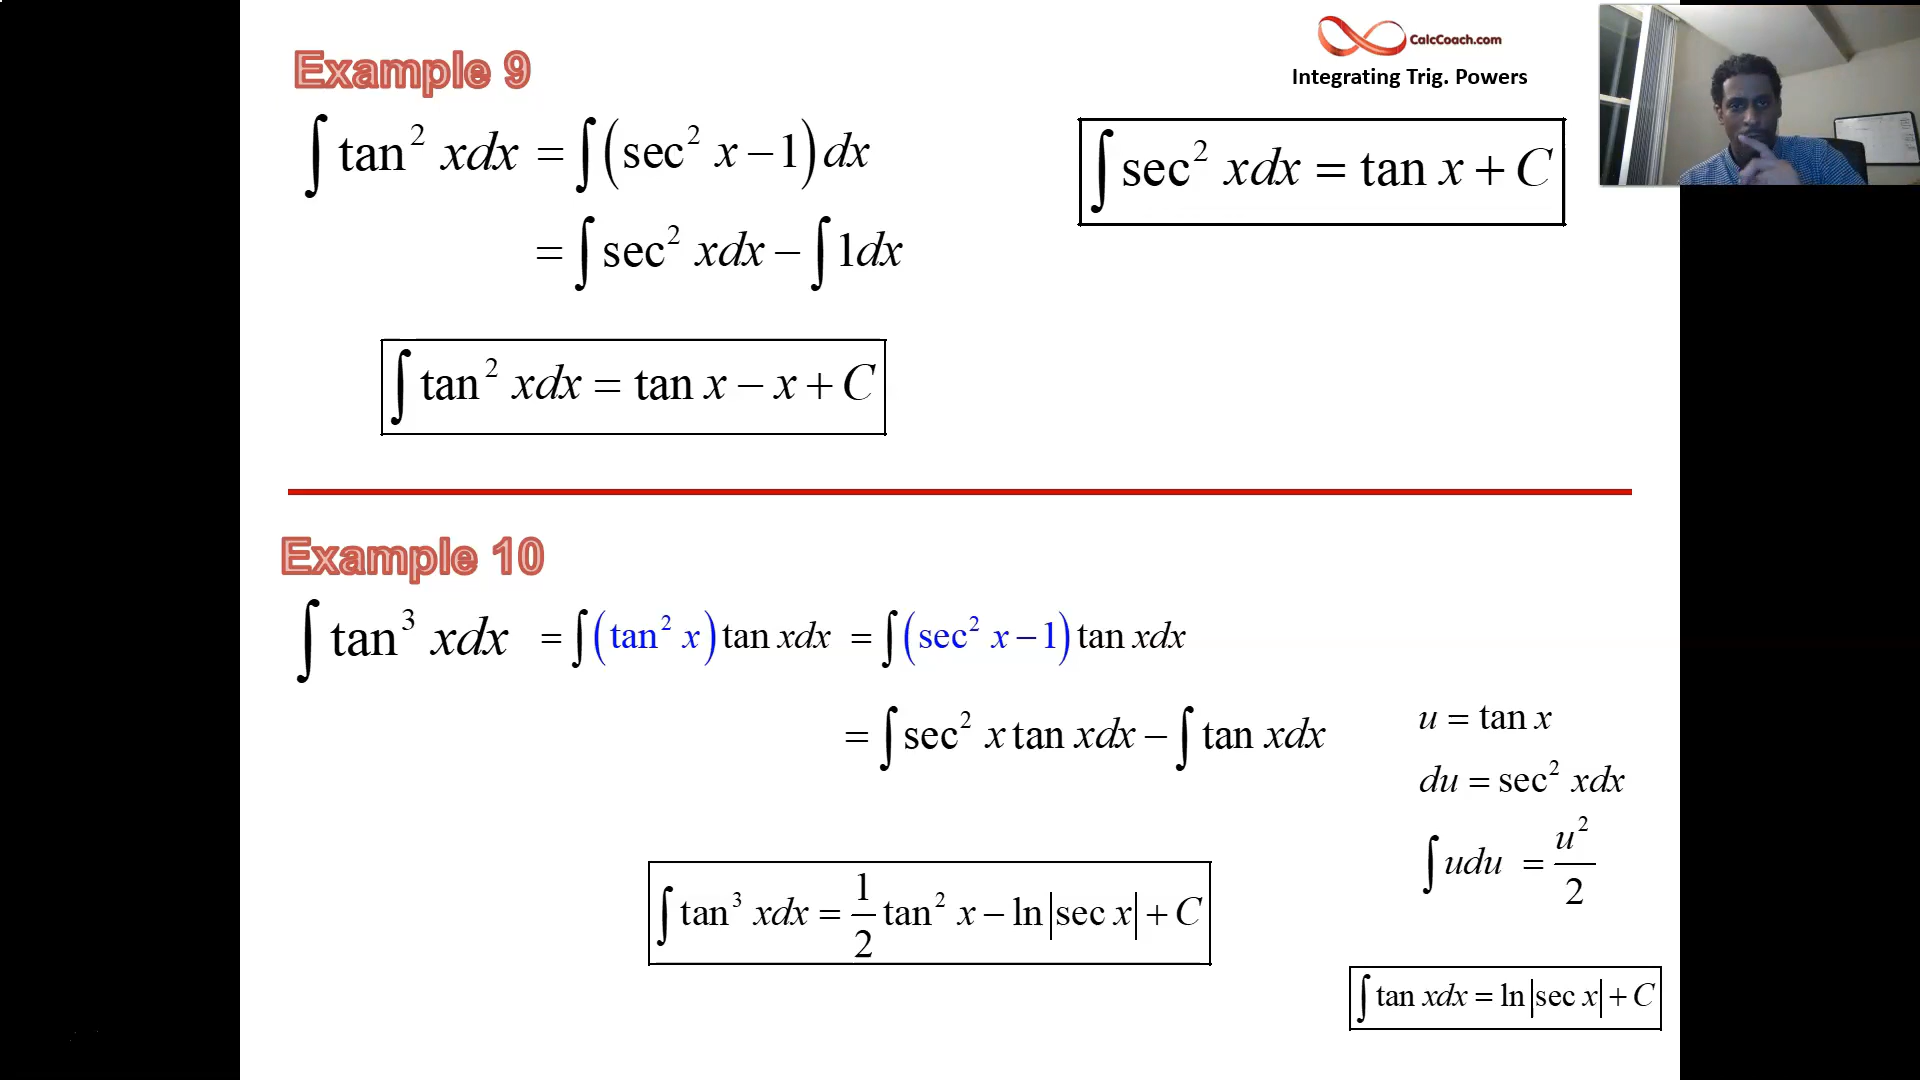 CalcCoach.com
Integrating Trig. Powers
Example 9
∫ tan² xdx = ∫ (sec² x − 1) dx
∫ sec² xdx = tan x + C
= ∫ sec² xdx − ∫ 1dx
∫ tan² xdx = tan x − x + C
Example 10
∫ tan³ xdx = ∫ (tan² x) tan xdx = ∫ (sec² x − 1) tan xdx
= ∫ sec² x tan xdx − ∫ tan xdx
u = tan x
du = sec² xdx
∫ udu = u²/2
∫ tan³ xdx = 1/2 tan² x − ln|sec x| + C
∫ tan xdx = ln|sec x| + C